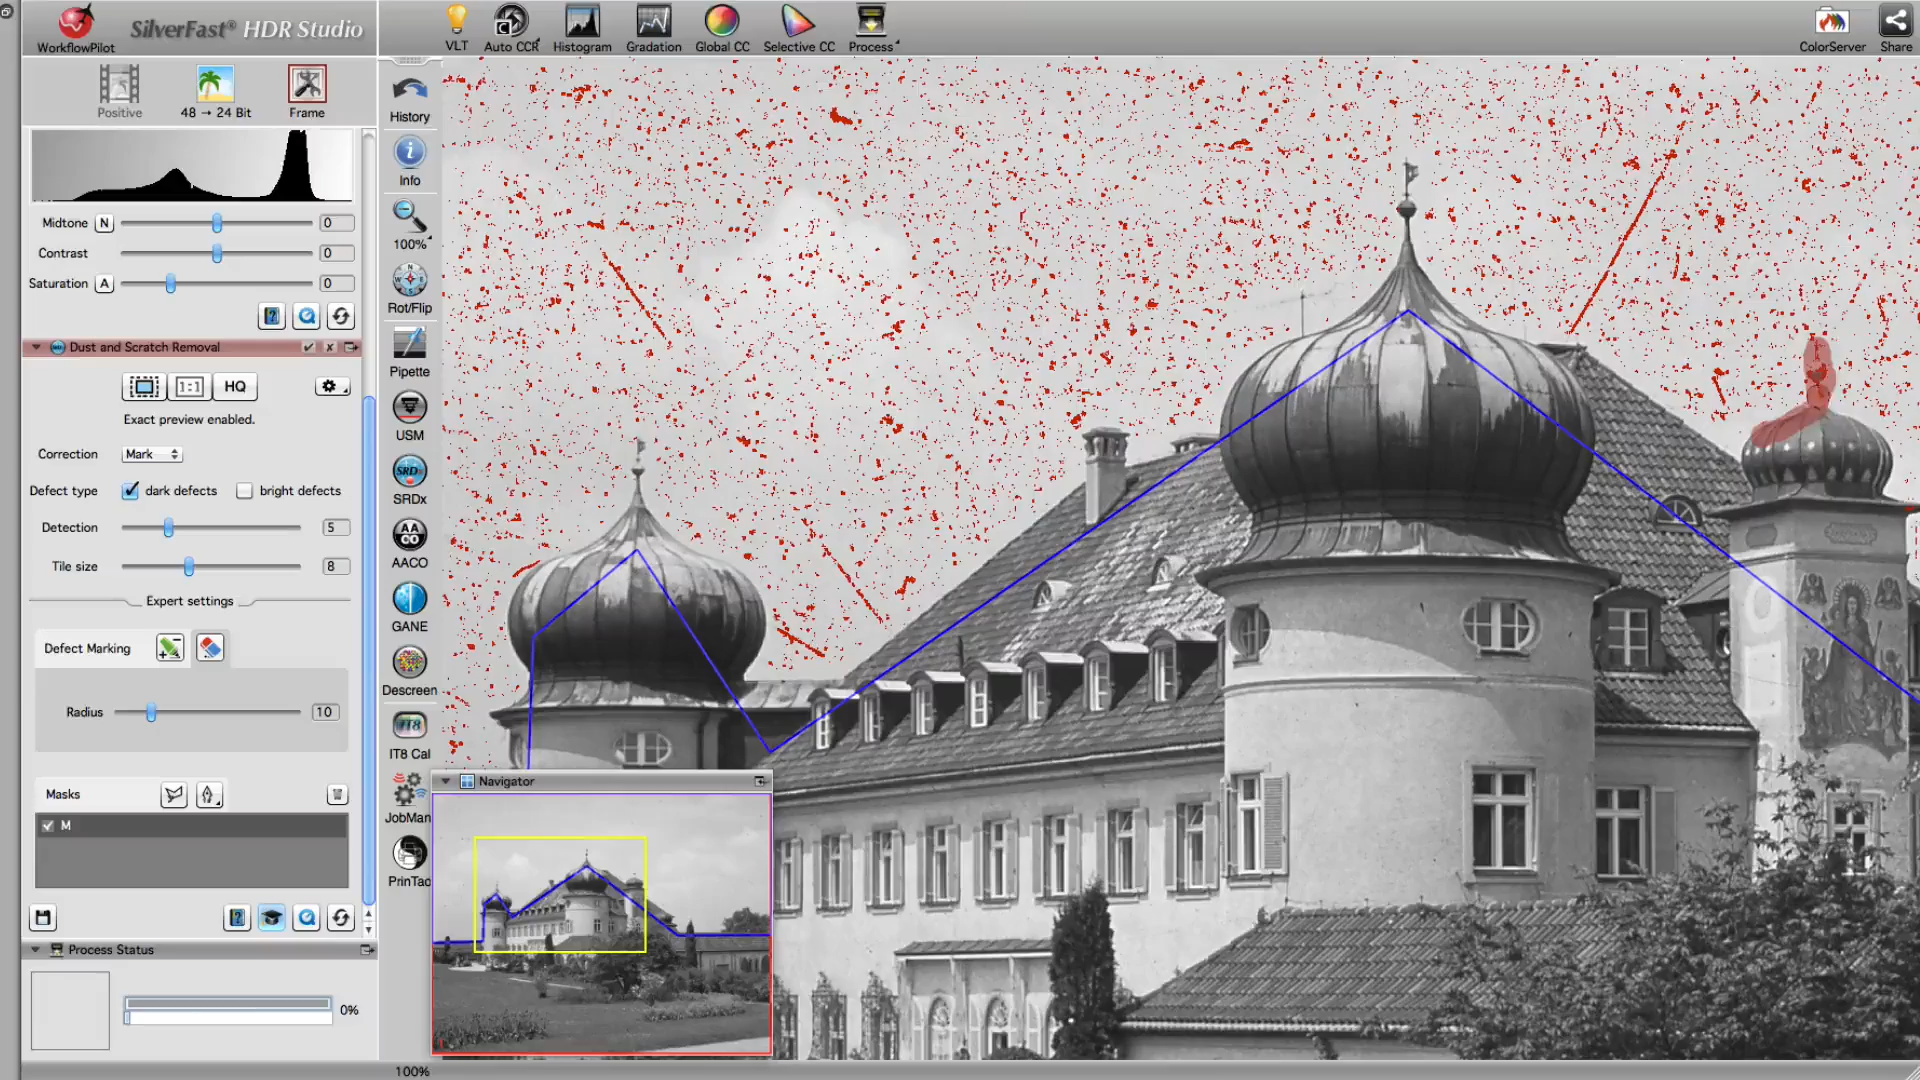 WorkflowPilot
SilverFast® HDR Studio
VLT
Auto CCR
Histogram
Gradation
Global CC
Selective CC
Process
ColorServer
Share
Positive
48 → 24 Bit
Frame
Midtone N 0
Contrast 0
Saturation A 0
Dust and Scratch Removal
1:1
HQ
Exact preview enabled.
Correction Mark
Defect type dark defects bright defects
Detection 5
Tile size 8
Expert settings
Defect Marking
Radius 10
Masks
M
Process Status
0%
History
Info
100%
Rot/Flip
Pipette
USM
SRDx
AACO
GANE
Descreen
IT8 Cal
JobMan
PrinTao
Navigator
100%